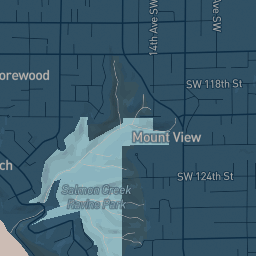 14th Ave SW
Ave SW
orewood
SW 118th St
Mount View
ch
SW 124th St
Salmon Creek
Ravine Park